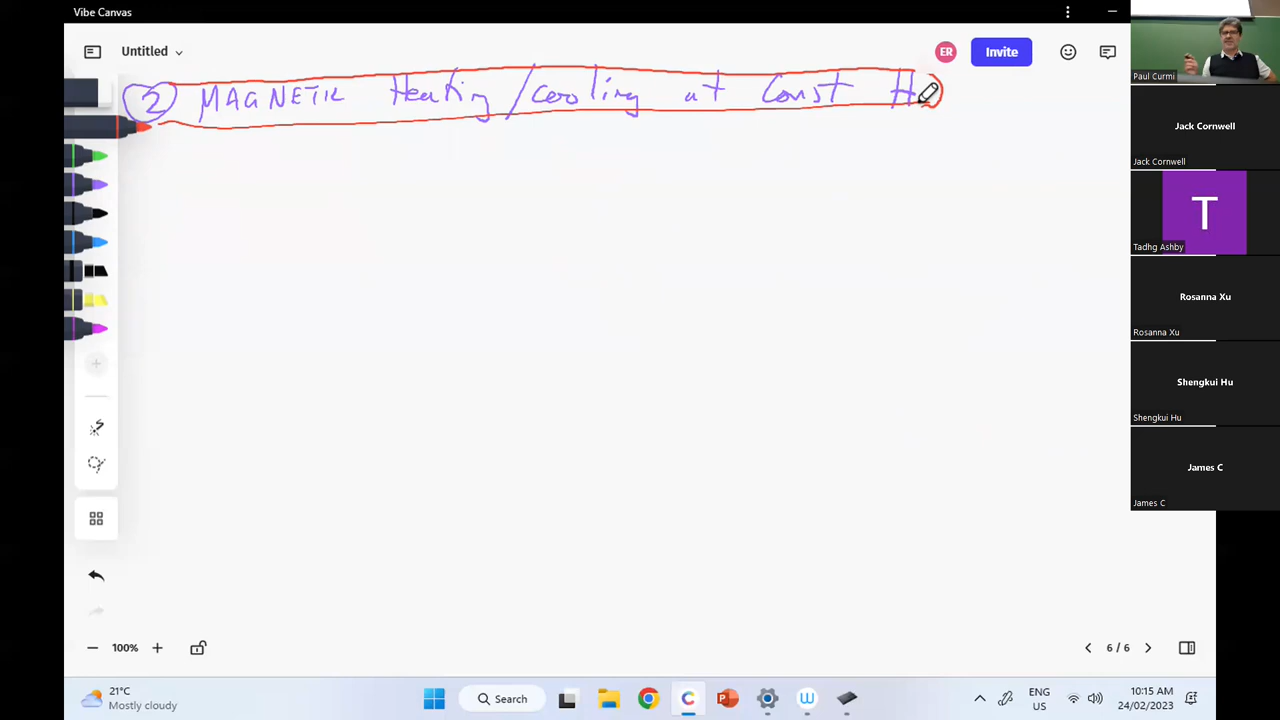 Vibe Canvas
Untitled
ER
Invite
② MAGNETIC Heating/cooling at Const H
Paul Curmi
Jack Cornwell
Jack Cornwell
T
Tadhg Ashby
Rosanna Xu
Rosanna Xu
Shengkui Hu
Shengkui Hu
James C
James C
100%
6 / 6
21°C
Mostly cloudy
Search
ENG
US
10:15 AM
24/02/2023